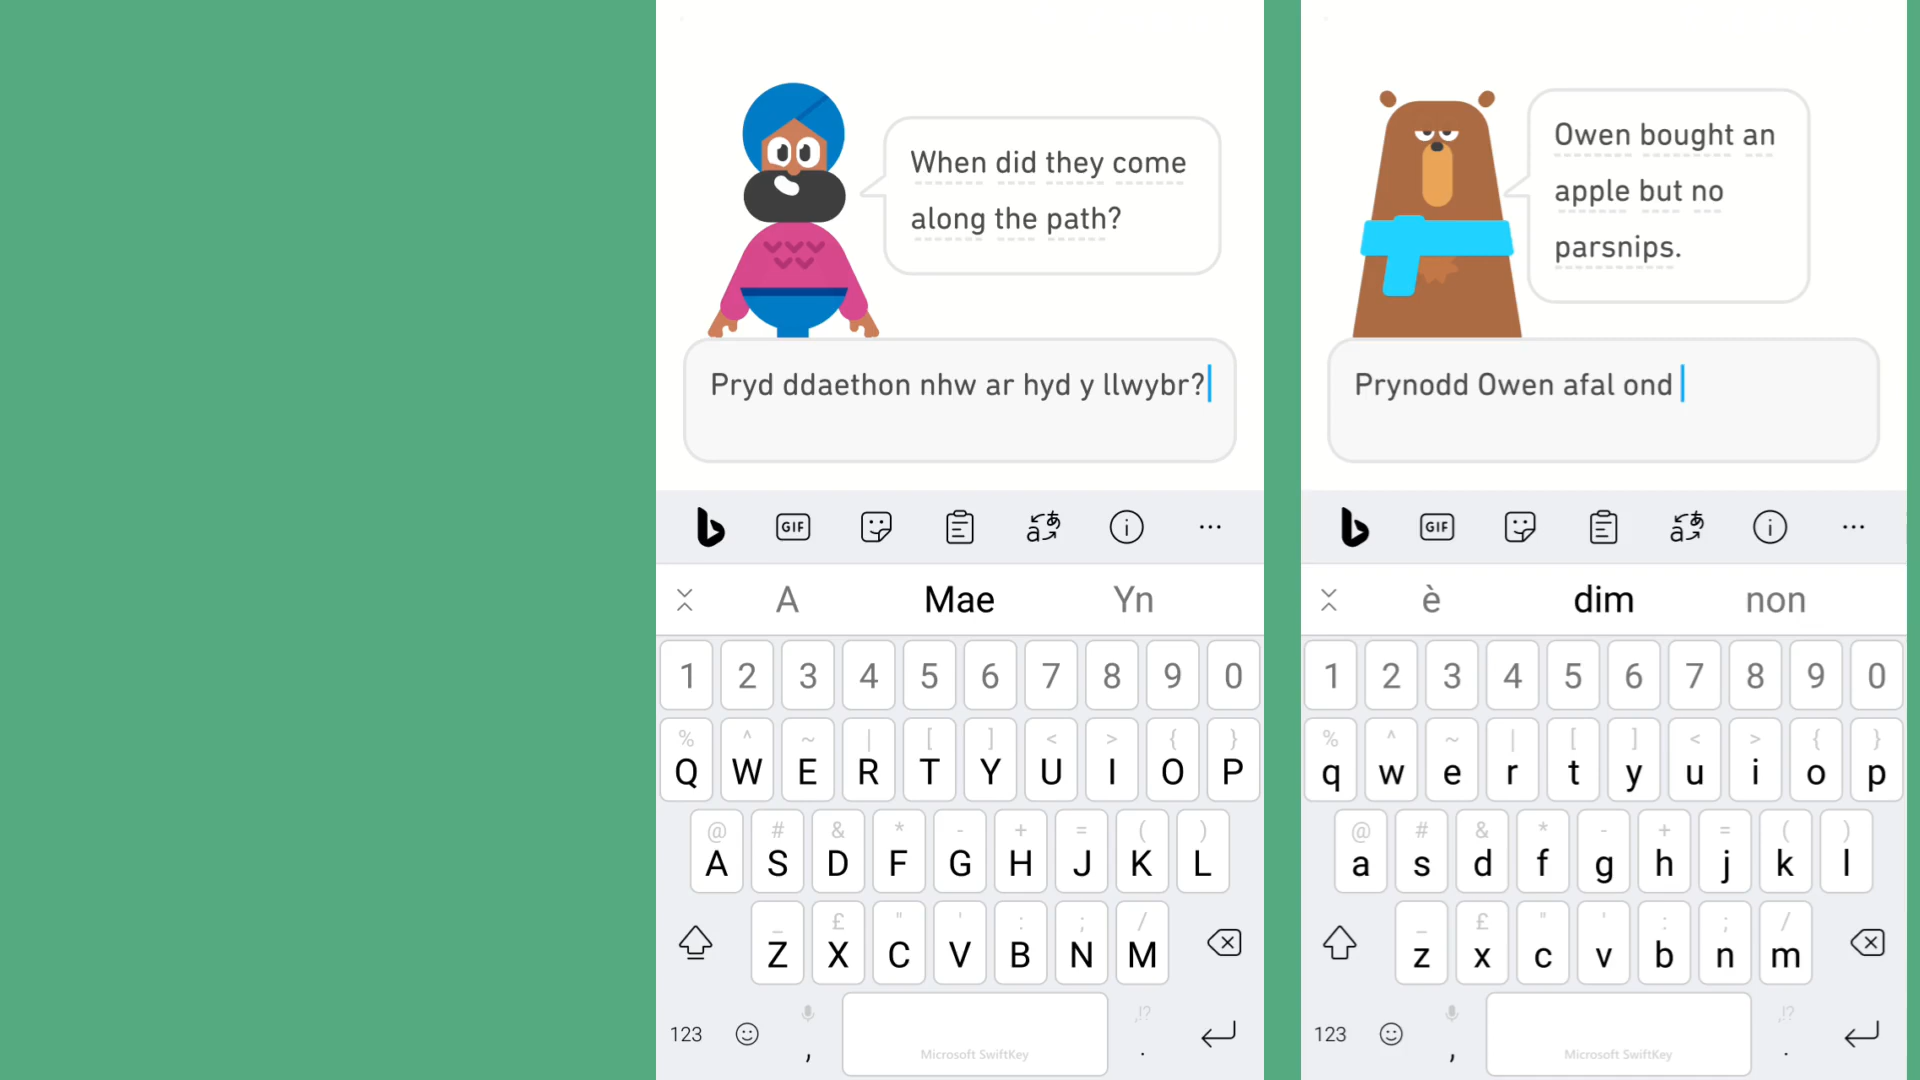 When did they come
along the path?
Pryd ddaethon nhw ar hyd y llwybr?
GIF
A Mae Yn
1 2 3 4 5 6 7 8 9 0
% ^ ~ | [ ] < > { }
Q W E R T Y U I O P
@ # & * - + = ( )
A S D F G H J K L
_ £ " ' : ; /
Z X C V B N M
123 , Microsoft SwiftKey ,!? .
Owen bought an
apple but no
parsnips.
Prynodd Owen afal ond
GIF
è dim non
1 2 3 4 5 6 7 8 9 0
% ^ ~ | [ ] < > { }
q w e r t y u i o p
@ # & * - + = ( )
a s d f g h j k l
_ £ " ' : ; /
z x c v b n m
123 , Microsoft SwiftKey ,!? .